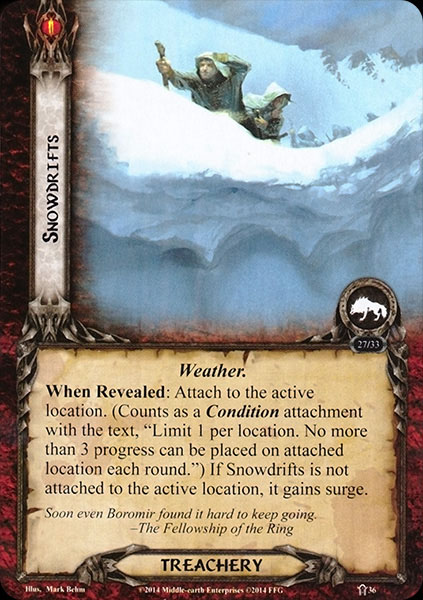 SNOWDRIFTS
27/33
Weather.
When Revealed: Attach to the active
location. (Counts as a Condition attachment
with the text, “Limit 1 per location. No more
than 3 progress can be placed on attached
location each round.”) If Snowdrifts is not
attached to the active location, it gains surge.
Soon even Boromir found it hard to keep going.
–The Fellowship of the Ring
TREACHERY
Illus. Mark Behm
©2014 Middle-earth Enterprises ©2014 FFG
36